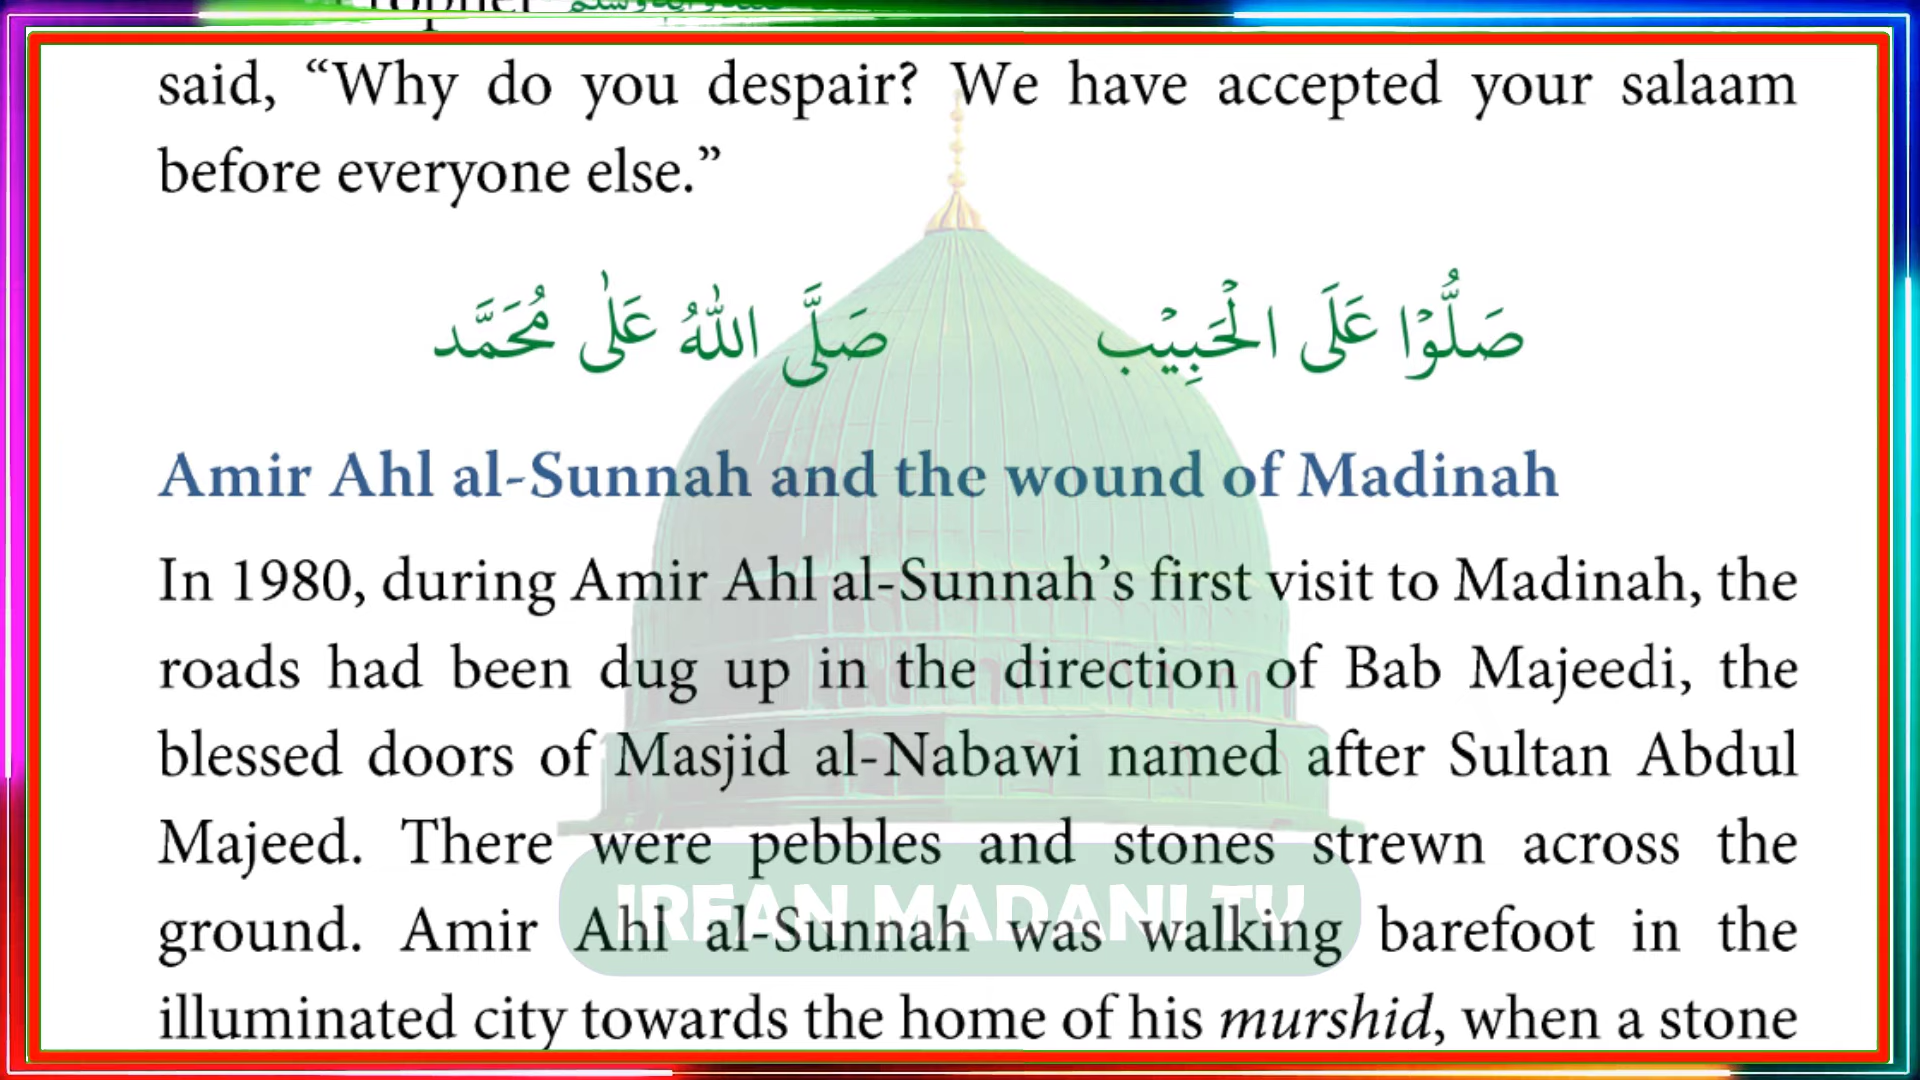 said, “Why do you despair? We have accepted your salaam
before everyone else.”
صَلُّوْا عَلَى الْحَبِيْب صَلَّى اللّٰهُ عَلٰى مُحَمَّد
Amir Ahl al-Sunnah and the wound of Madinah
In 1980, during Amir Ahl al-Sunnah’s first visit to Madinah, the
roads had been dug up in the direction of Bab Majeedi, the
blessed doors of Masjid al-Nabawi named after Sultan Abdul
Majeed. There were pebbles and stones strewn across the
ground. Amir Ahl al-Sunnah was walking barefoot in the
IRFAN MADANI TV
illuminated city towards the home of his murshid, when a stone